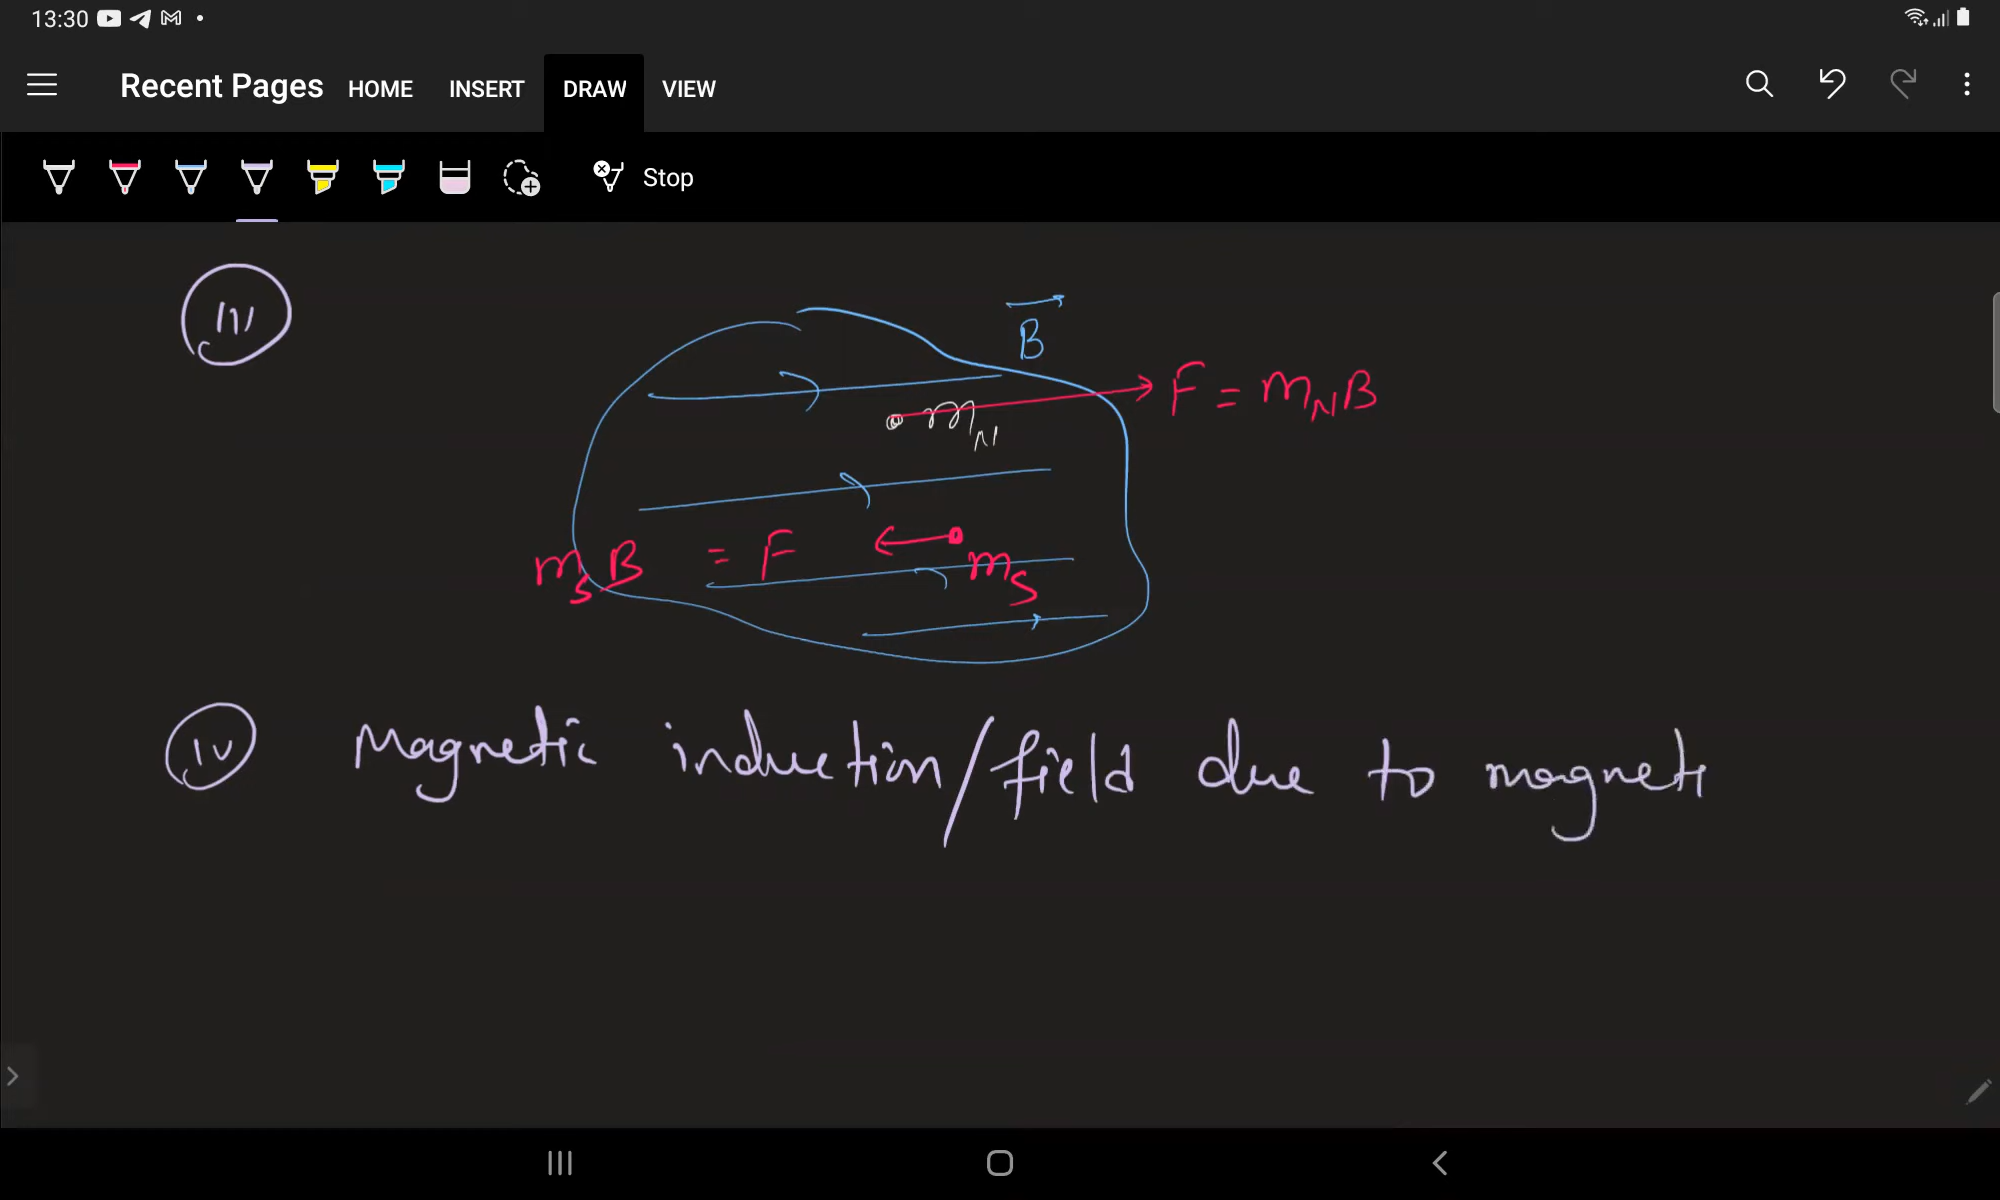 13:30
Recent Pages HOME INSERT DRAW VIEW
Stop
(iii)
B
F = m_N B
m_N
m_S B = F
m_S
(iv) Magnetic induction/field due to magneti